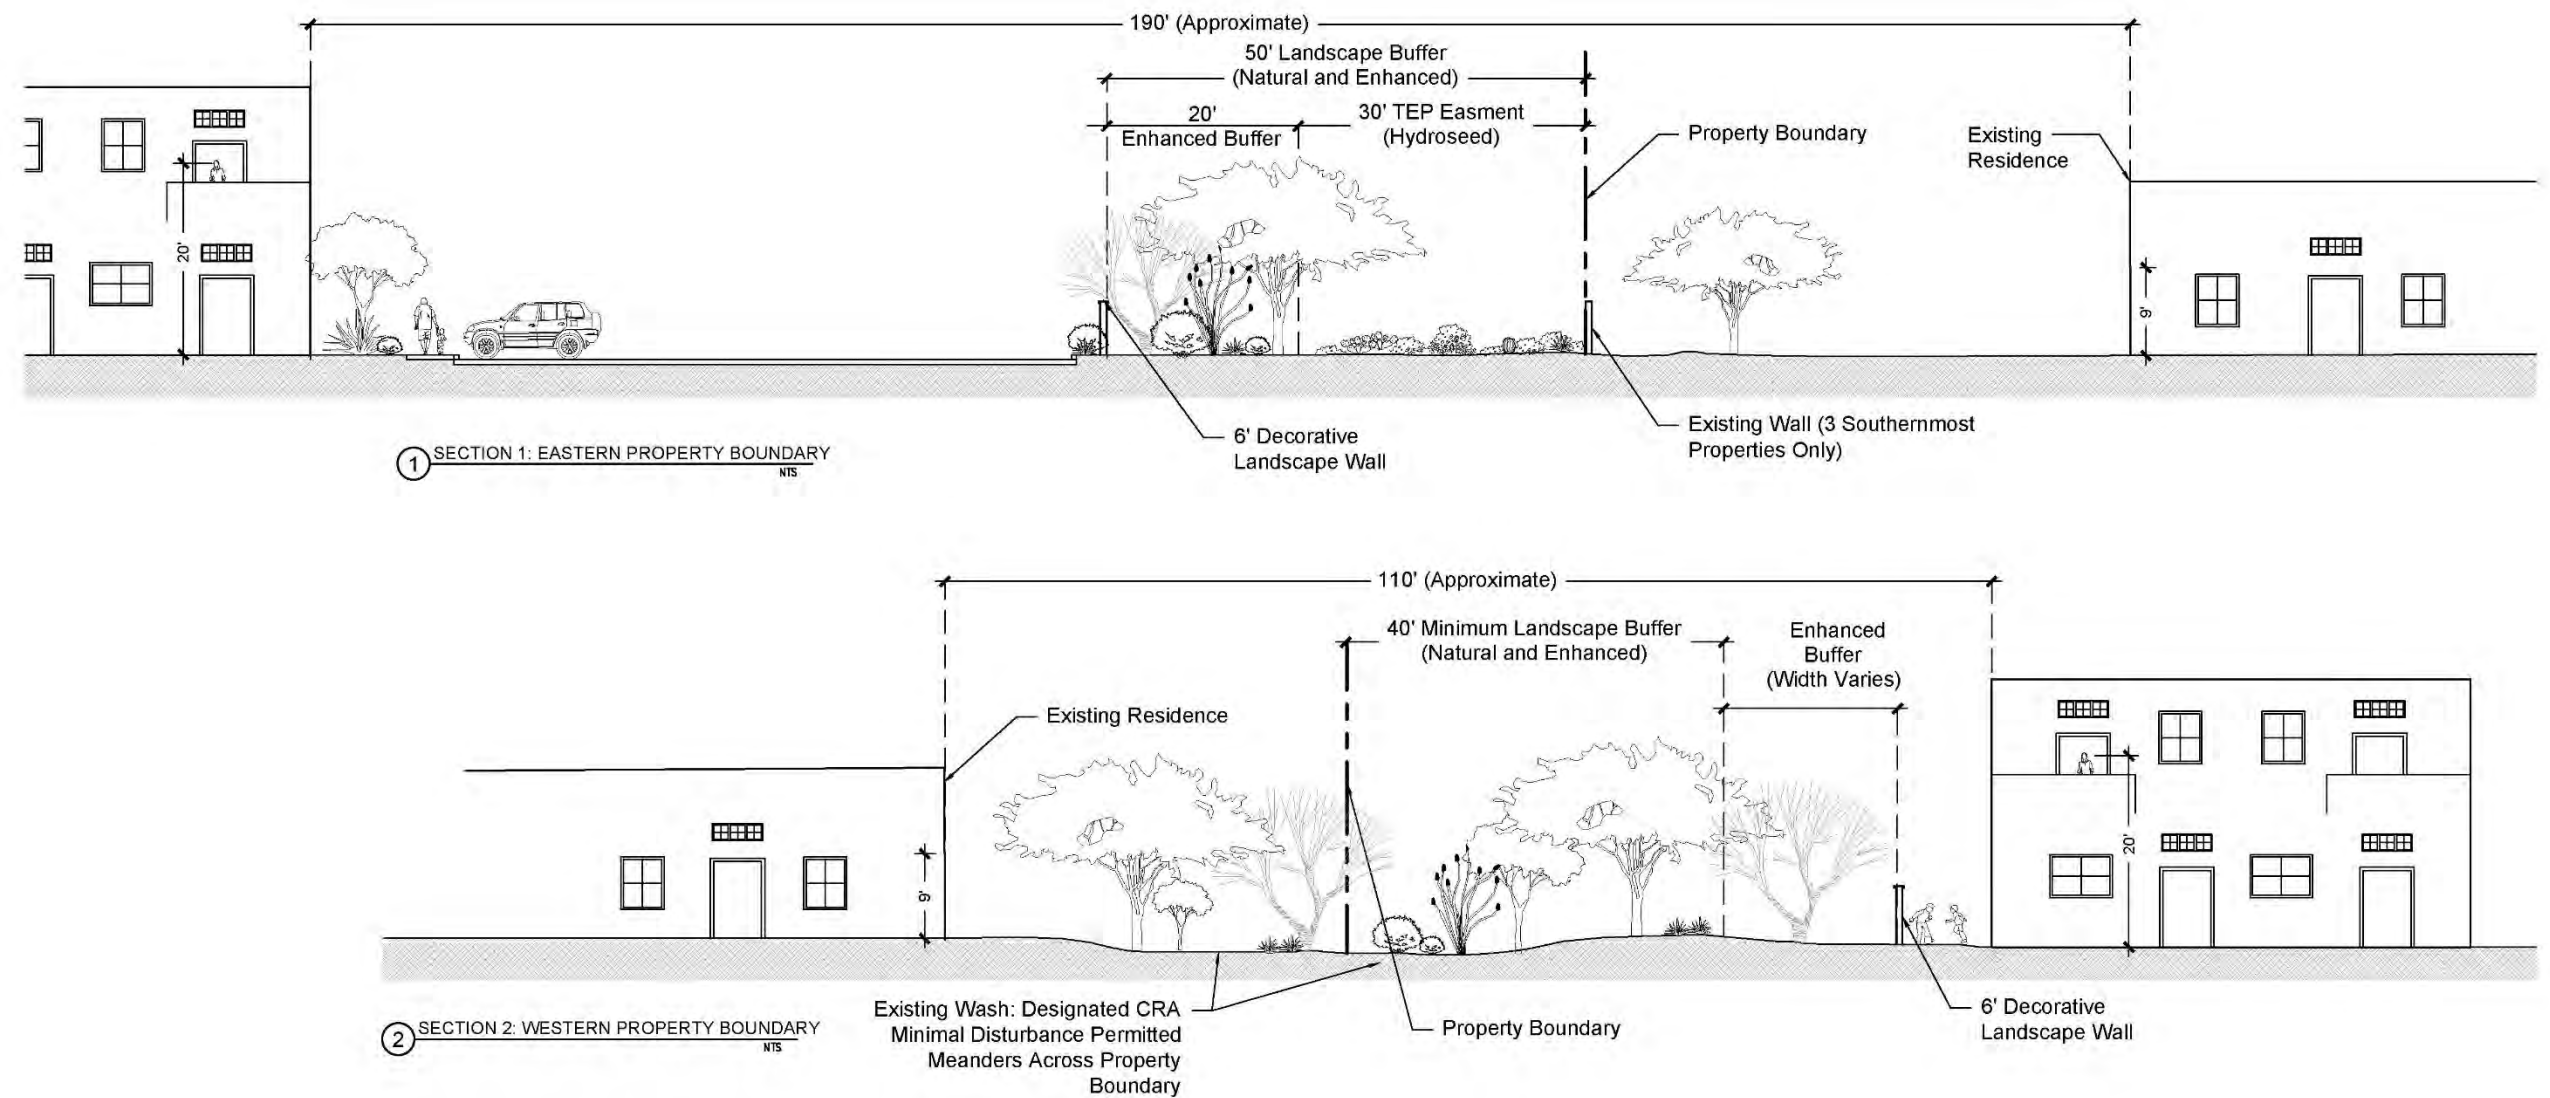 190' (Approximate)
50' Landscape Buffer
(Natural and Enhanced)
20'
Enhanced Buffer
30' TEP Easment
(Hydroseed)
Property Boundary
Existing
Residence
20'
9'
6' Decorative
Landscape Wall
Existing Wall (3 Southernmost
Properties Only)
1
SECTION 1: EASTERN PROPERTY BOUNDARY
NTS
110' (Approximate)
40' Minimum Landscape Buffer
(Natural and Enhanced)
Enhanced
Buffer
(Width Varies)
Existing Residence
9'
20'
Existing Wash: Designated CRA
Minimal Disturbance Permitted
Meanders Across Property
Boundary
Property Boundary
6' Decorative
Landscape Wall
2
SECTION 2: WESTERN PROPERTY BOUNDARY
NTS